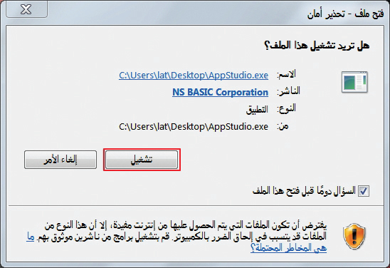 فتح ملف - تحذير أمان
هل تريد تشغيل هذا الملف؟
الاسم: C:\Users\lat\Desktop\AppStudio.exe
الناشر: NS BASIC Corporation
النوع: التطبيق
من: C:\Users\lat\Desktop\AppStudio.exe
تشغيل
إلغاء الأمر
السؤال دومًا قبل فتح هذا الملف
يفترض أن تكون الملفات التي يتم الحصول عليها من إنترنت مفيدة، إلا أن هذا النوع من
الملفات قد يتسبب في إلحاق الضرر بالكمبيوتر. قم بتشغيل برامج من ناشرين موثوق بهم ما
هي المخاطر المحتملة؟